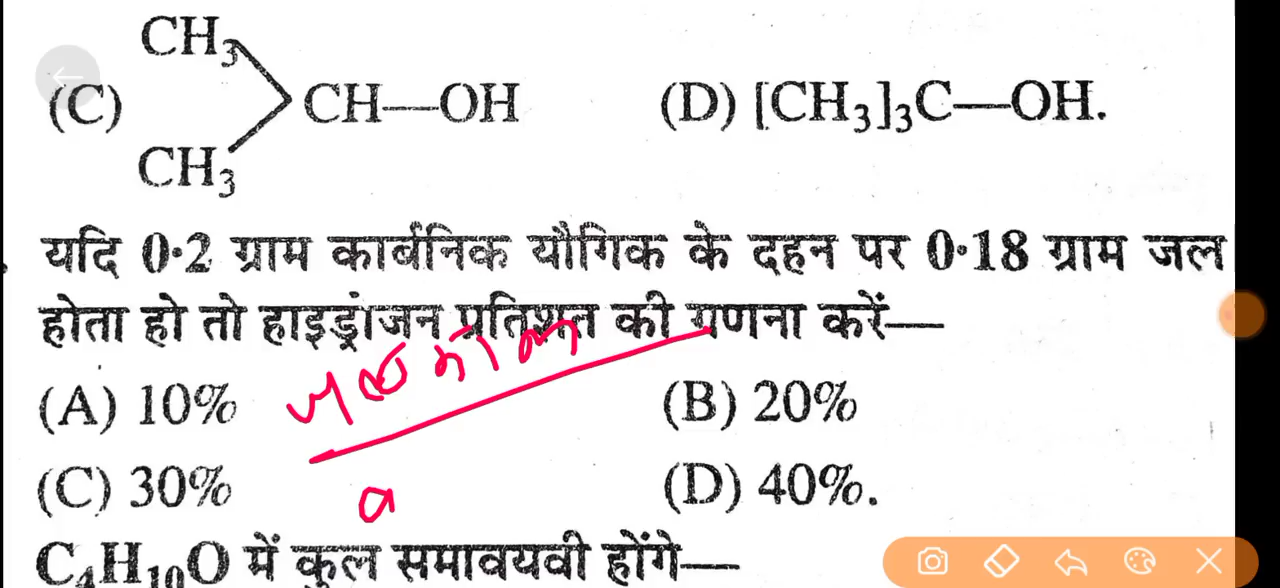 CH₃
(C) CH—OH (D) [CH₃]₃C—OH.
CH₃
यदि 0·2 ग्राम कार्बनिक यौगिक के दहन पर 0·18 ग्राम जल
होता हो तो हाइड्रोजन प्रतिशत की गणना करें—
(A) 10% (B) 20%
(C) 30% (D) 40%.
C₄H₁₀O में कुल समावयवी होंगे—